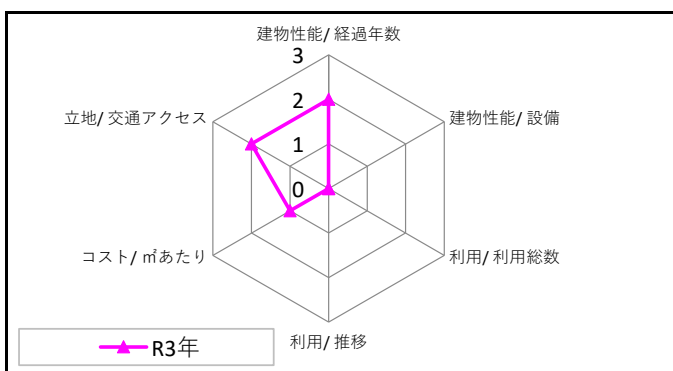 建物性能/ 経過年数
3
立地/ 交通アクセス
2
建物性能/ 設備
1
0
コスト/ ㎡あたり
利用/ 利用総数
利用/ 推移
R3年